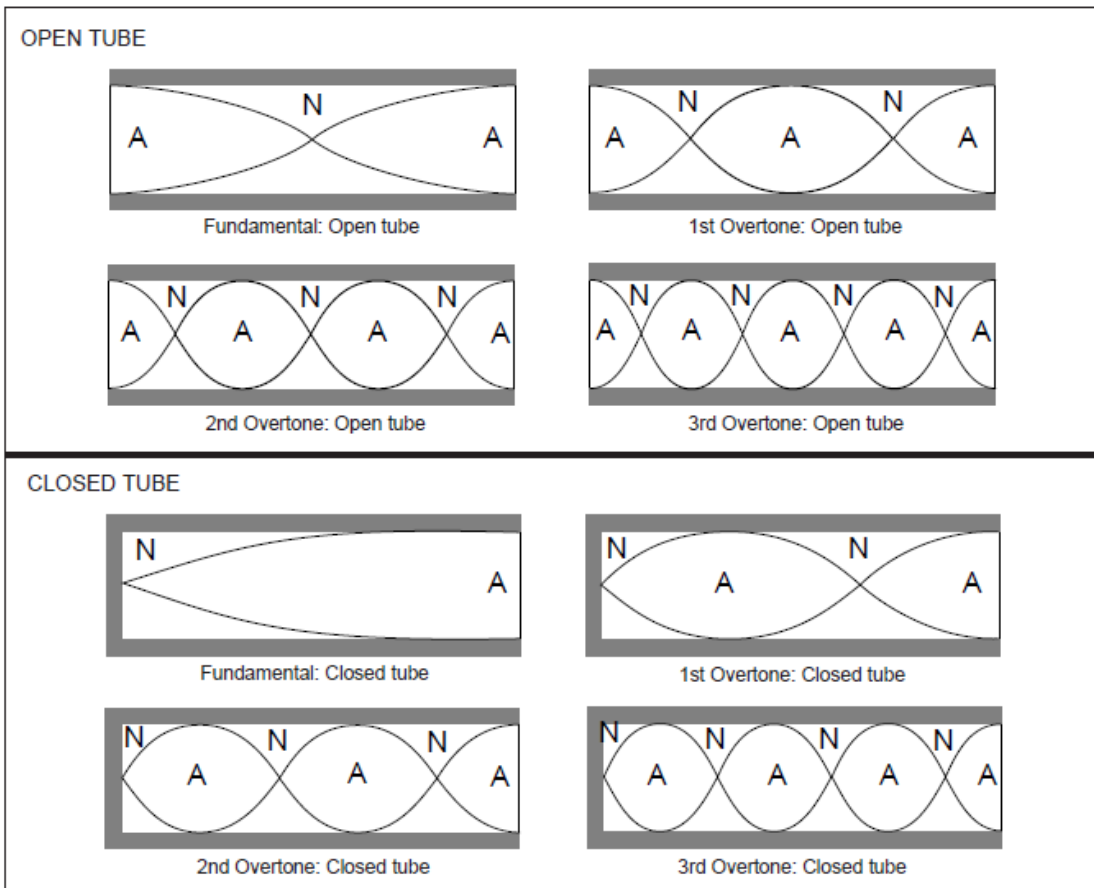 OPEN TUBE
N
A A
Fundamental: Open tube
N N
A A A
1st Overtone: Open tube
N N N
A A A A
2nd Overtone: Open tube
N N N N
A A A A A
3rd Overtone: Open tube
CLOSED TUBE
N
A
Fundamental: Closed tube
N N
A A
1st Overtone: Closed tube
N N N
A A A
2nd Overtone: Closed tube
N N N N
A A A A
3rd Overtone: Closed tube